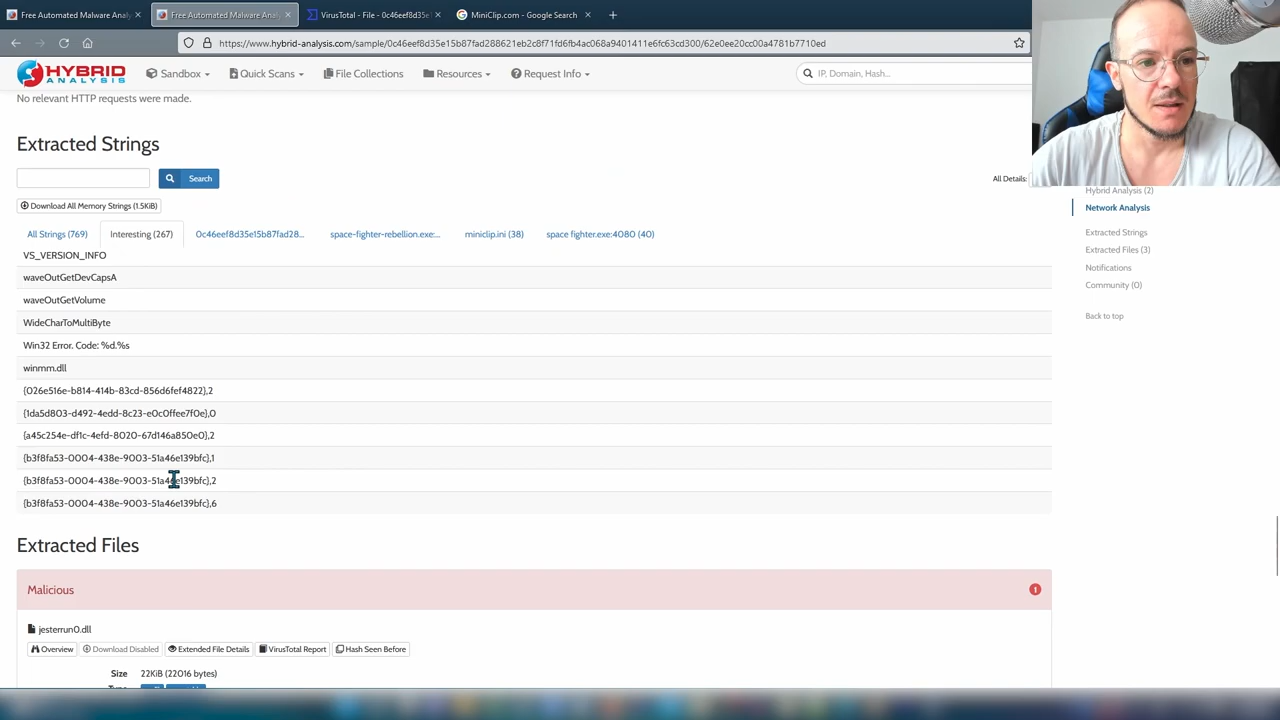 Free Automated Malware Anal
Free Automated Malware Anal
VirusTotal - File - 0c46eef8d35e1
MiniClip.com - Google Search
https://www.hybrid-analysis.com/sample/0c46eef8d35e15b87fad288621eb2c8f71fd6fb4ac068a9401411e6fc63cd300/62e0ee20cc00a4781b7710ed
HYBRID ANALYSIS
Sandbox
Quick Scans
File Collections
Resources
Request Info
IP, Domain, Hash...
No relevant HTTP requests were made.
Extracted Strings
Search
All Details:
Download All Memory Strings (1.5KiB)
All Strings (769)
Interesting (267)
0c46eef8d35e15b87fad28...
space-fighter-rebellion.exe:...
miniclip.ini (38)
space fighter.exe:4080 (40)
VS_VERSION_INFO
waveOutGetDevCapsA
waveOutGetVolume
WideCharToMultiByte
Win32 Error. Code: %d.%s
winmm.dll
{026e516e-b814-414b-83cd-856d6fef4822},2
{1da5d803-d492-4edd-8c23-e0c0ffee7f0e},0
{a45c254e-df1c-4efd-8020-67d146a850e0},2
{b3f8fa53-0004-438e-9003-51a46e139bfc},1
{b3f8fa53-0004-438e-9003-51a46e139bfc},2
{b3f8fa53-0004-438e-9003-51a46e139bfc},6
Extracted Files
Malicious
1
jesterrun0.dll
Overview
Download Disabled
Extended File Details
VirusTotal Report
Hash Seen Before
Size
22KiB (22016 bytes)
Hybrid Analysis (2)
Network Analysis
Extracted Strings
Extracted Files (3)
Notifications
Community (0)
Back to top